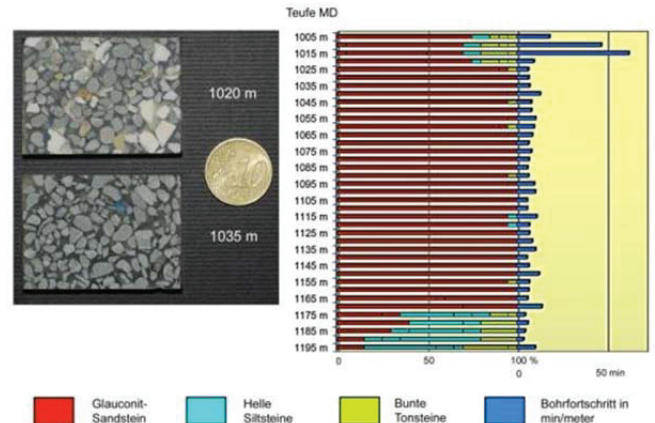 Teufe MD
1020 m
10
1035 m
1005 m
1015 m
1025 m
1035 m
1045 m
1055 m
1065 m
1075 m
1085 m
1095 m
1105 m
1115 m
1125 m
1135 m
1145 m
1155 m
1165 m
1175 m
1185 m
1195 m
0 50 100 %
0 50 min
Glauconit-
Sandstein
Helle
Siltsteine
Bunte
Tonsteine
Bohrfortschritt in
min/meter